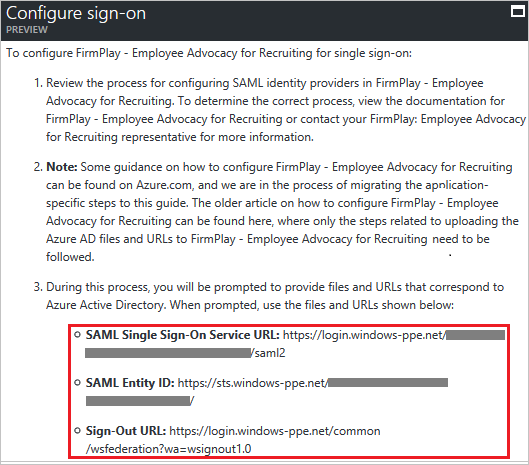 Configure sign-on
PREVIEW
To configure FirmPlay - Employee Advocacy for Recruiting for single sign-on:
1. Review the process for configuring SAML identity providers in FirmPlay - Employee
Advocacy for Recruiting. To determine the correct process, view the documentation for
FirmPlay - Employee Advocacy for Recruiting or contact your FirmPlay: Employee Advocacy
for Recruiting representative for more information.
2. Note: Some guidance on how to configure FirmPlay - Employee Advocacy for Recruiting
can be found on Azure.com, and we are in the process of migrating the application-
specific steps to this guide. The older article on how to configure FirmPlay - Employee
Advocacy for Recruiting can be found here, where only the steps related to uploading the
Azure AD files and URLs to FirmPlay - Employee Advocacy for Recruiting need to be
followed.
3. During this process, you will be prompted to provide files and URLs that correspond to
Azure Active Directory. When prompted, use the files and URLs shown below:
SAML Single Sign-On Service URL: https://login.windows-ppe.net/
/saml2
SAML Entity ID: https://sts.windows-ppe.net/
/
Sign-Out URL: https://login.windows-ppe.net/common
/wsfederation?wa=wsignout1.0